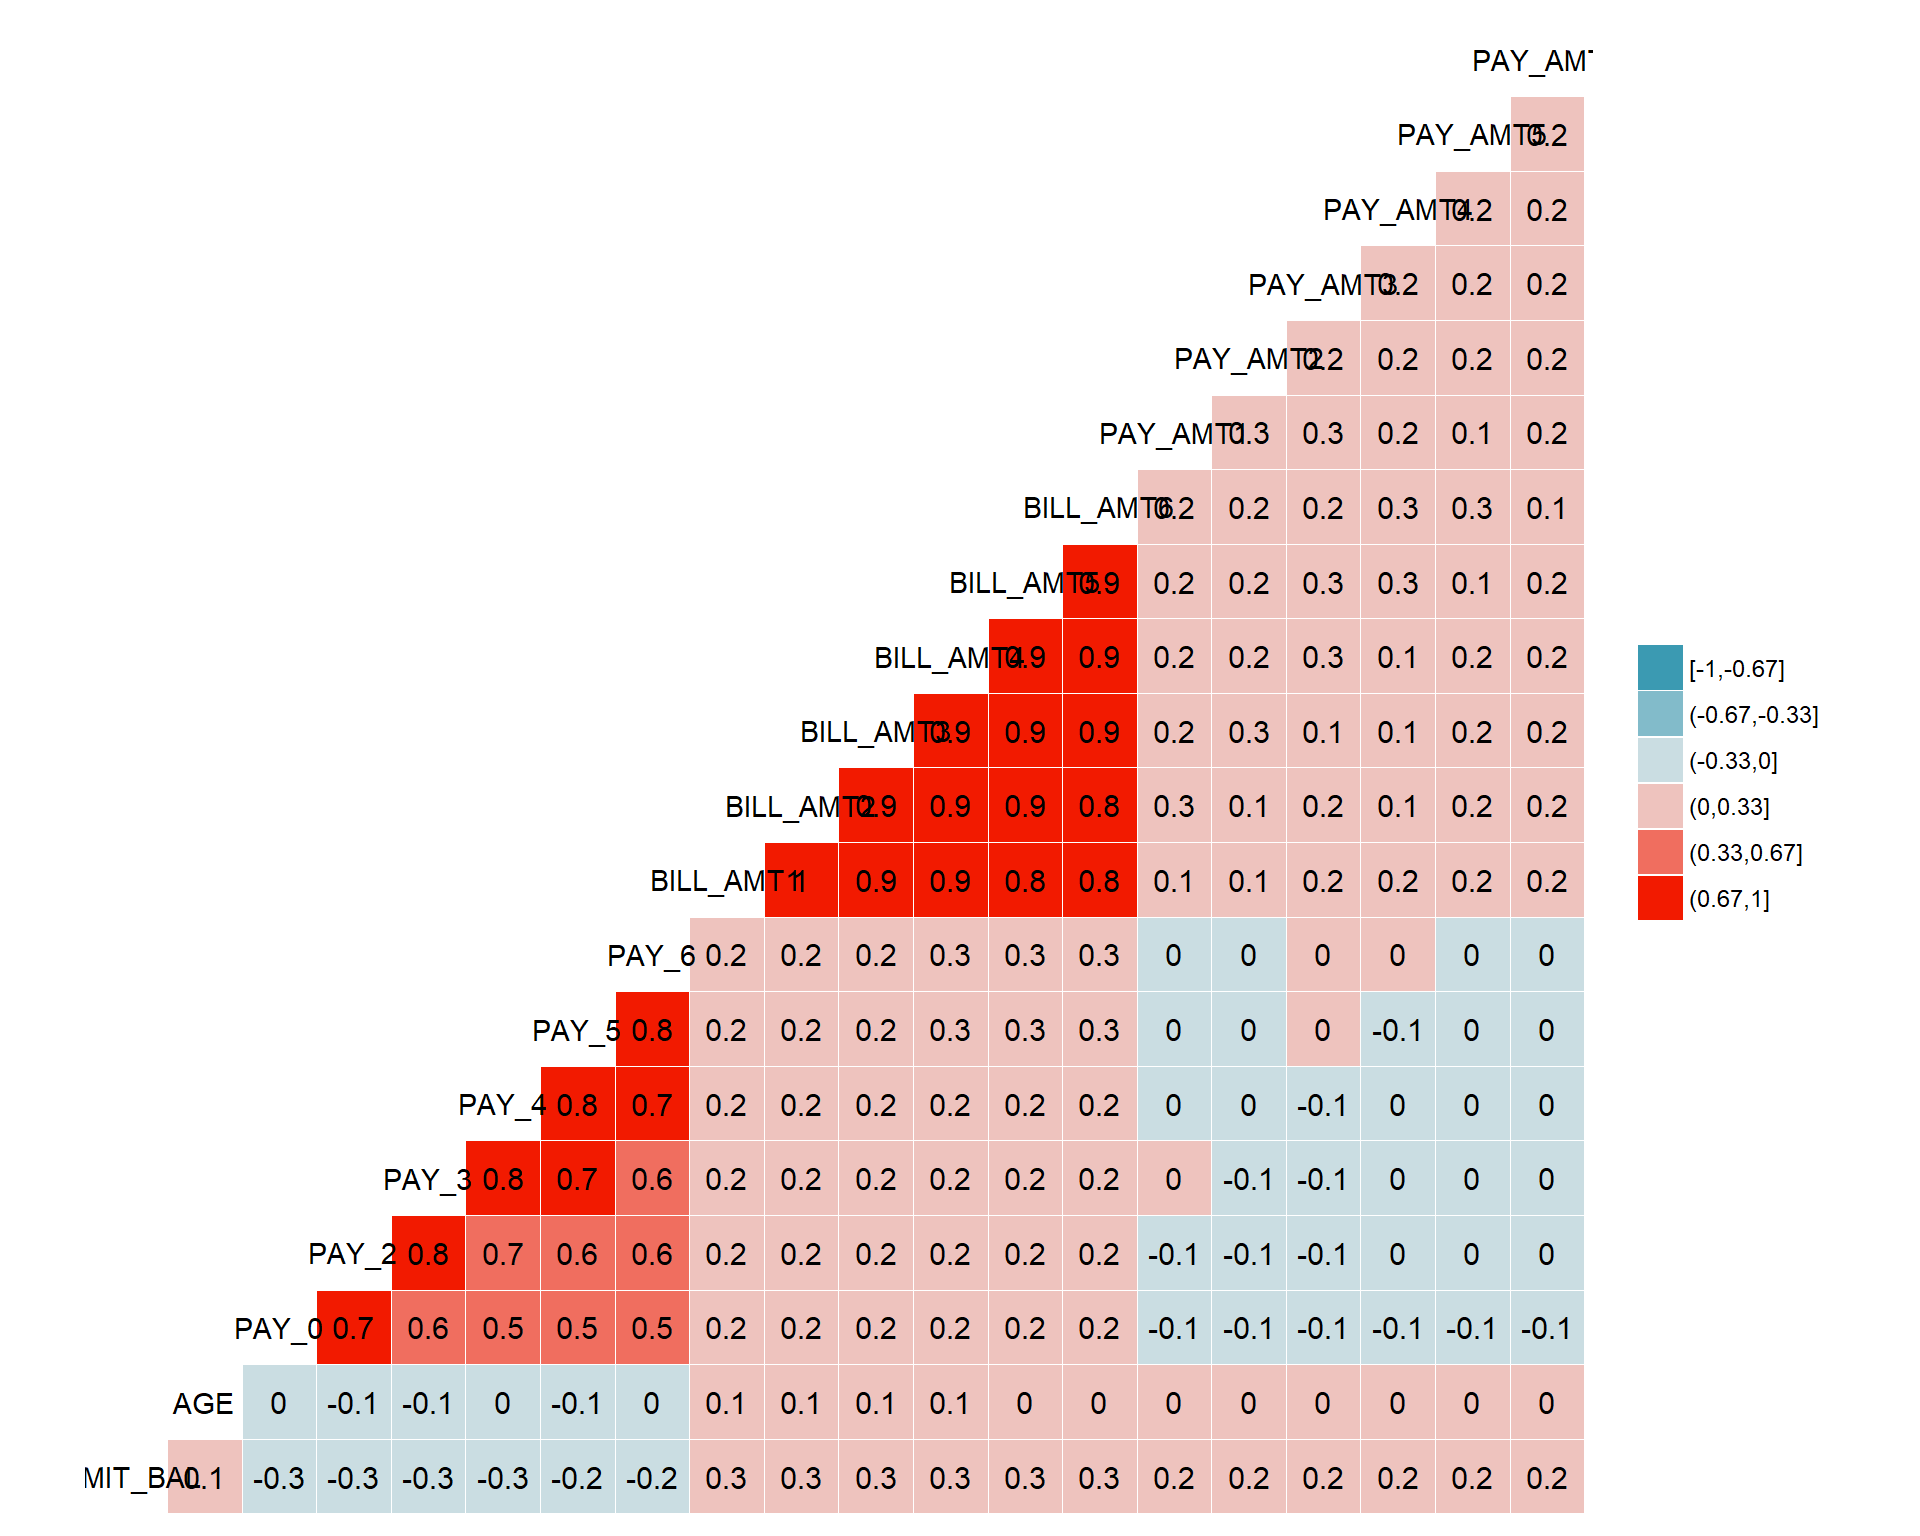 PAY_AMT
PAY_AMT5 0.2
PAY_AMT4 0.2 0.2
PAY_AMT3 0.2 0.2 0.2
PAY_AMT2 0.2 0.2 0.2 0.2
PAY_AMT1 0.3 0.3 0.2 0.1 0.2
BILL_AMT6 0.2 0.2 0.2 0.3 0.3 0.1
BILL_AMT5 0.9 0.2 0.2 0.3 0.3 0.1 0.2
BILL_AMT4 0.9 0.9 0.2 0.2 0.3 0.1 0.2 0.2
BILL_AMT3 0.9 0.9 0.9 0.2 0.3 0.1 0.1 0.2 0.2
BILL_AMT2 0.9 0.9 0.9 0.8 0.3 0.1 0.2 0.1 0.2 0.2
BILL_AMT1 1 0.9 0.9 0.8 0.8 0.1 0.1 0.2 0.2 0.2 0.2
PAY_6 0.2 0.2 0.2 0.3 0.3 0.3 0 0 0 0 0 0
PAY_5 0.8 0.2 0.2 0.2 0.3 0.3 0.3 0 0 0 -0.1 0 0
PAY_4 0.8 0.7 0.2 0.2 0.2 0.2 0.2 0.2 0 0 -0.1 0 0 0
PAY_3 0.8 0.7 0.6 0.2 0.2 0.2 0.2 0.2 0.2 0 -0.1 -0.1 0 0 0
PAY_2 0.8 0.7 0.6 0.6 0.2 0.2 0.2 0.2 0.2 0.2 -0.1 -0.1 -0.1 0 0 0
PAY_0 0.7 0.6 0.5 0.5 0.5 0.2 0.2 0.2 0.2 0.2 0.2 -0.1 -0.1 -0.1 -0.1 -0.1 -0.1
AGE 0 -0.1 -0.1 0 -0.1 0 0.1 0.1 0.1 0.1 0 0 0 0 0 0 0 0
MIT_BAL 0.1 -0.3 -0.3 -0.3 -0.3 -0.2 -0.2 0.3 0.3 0.3 0.3 0.3 0.3 0.2 0.2 0.2 0.2 0.2 0.2
[-1,-0.67]
(-0.67,-0.33]
(-0.33,0]
(0,0.33]
(0.33,0.67]
(0.67,1]